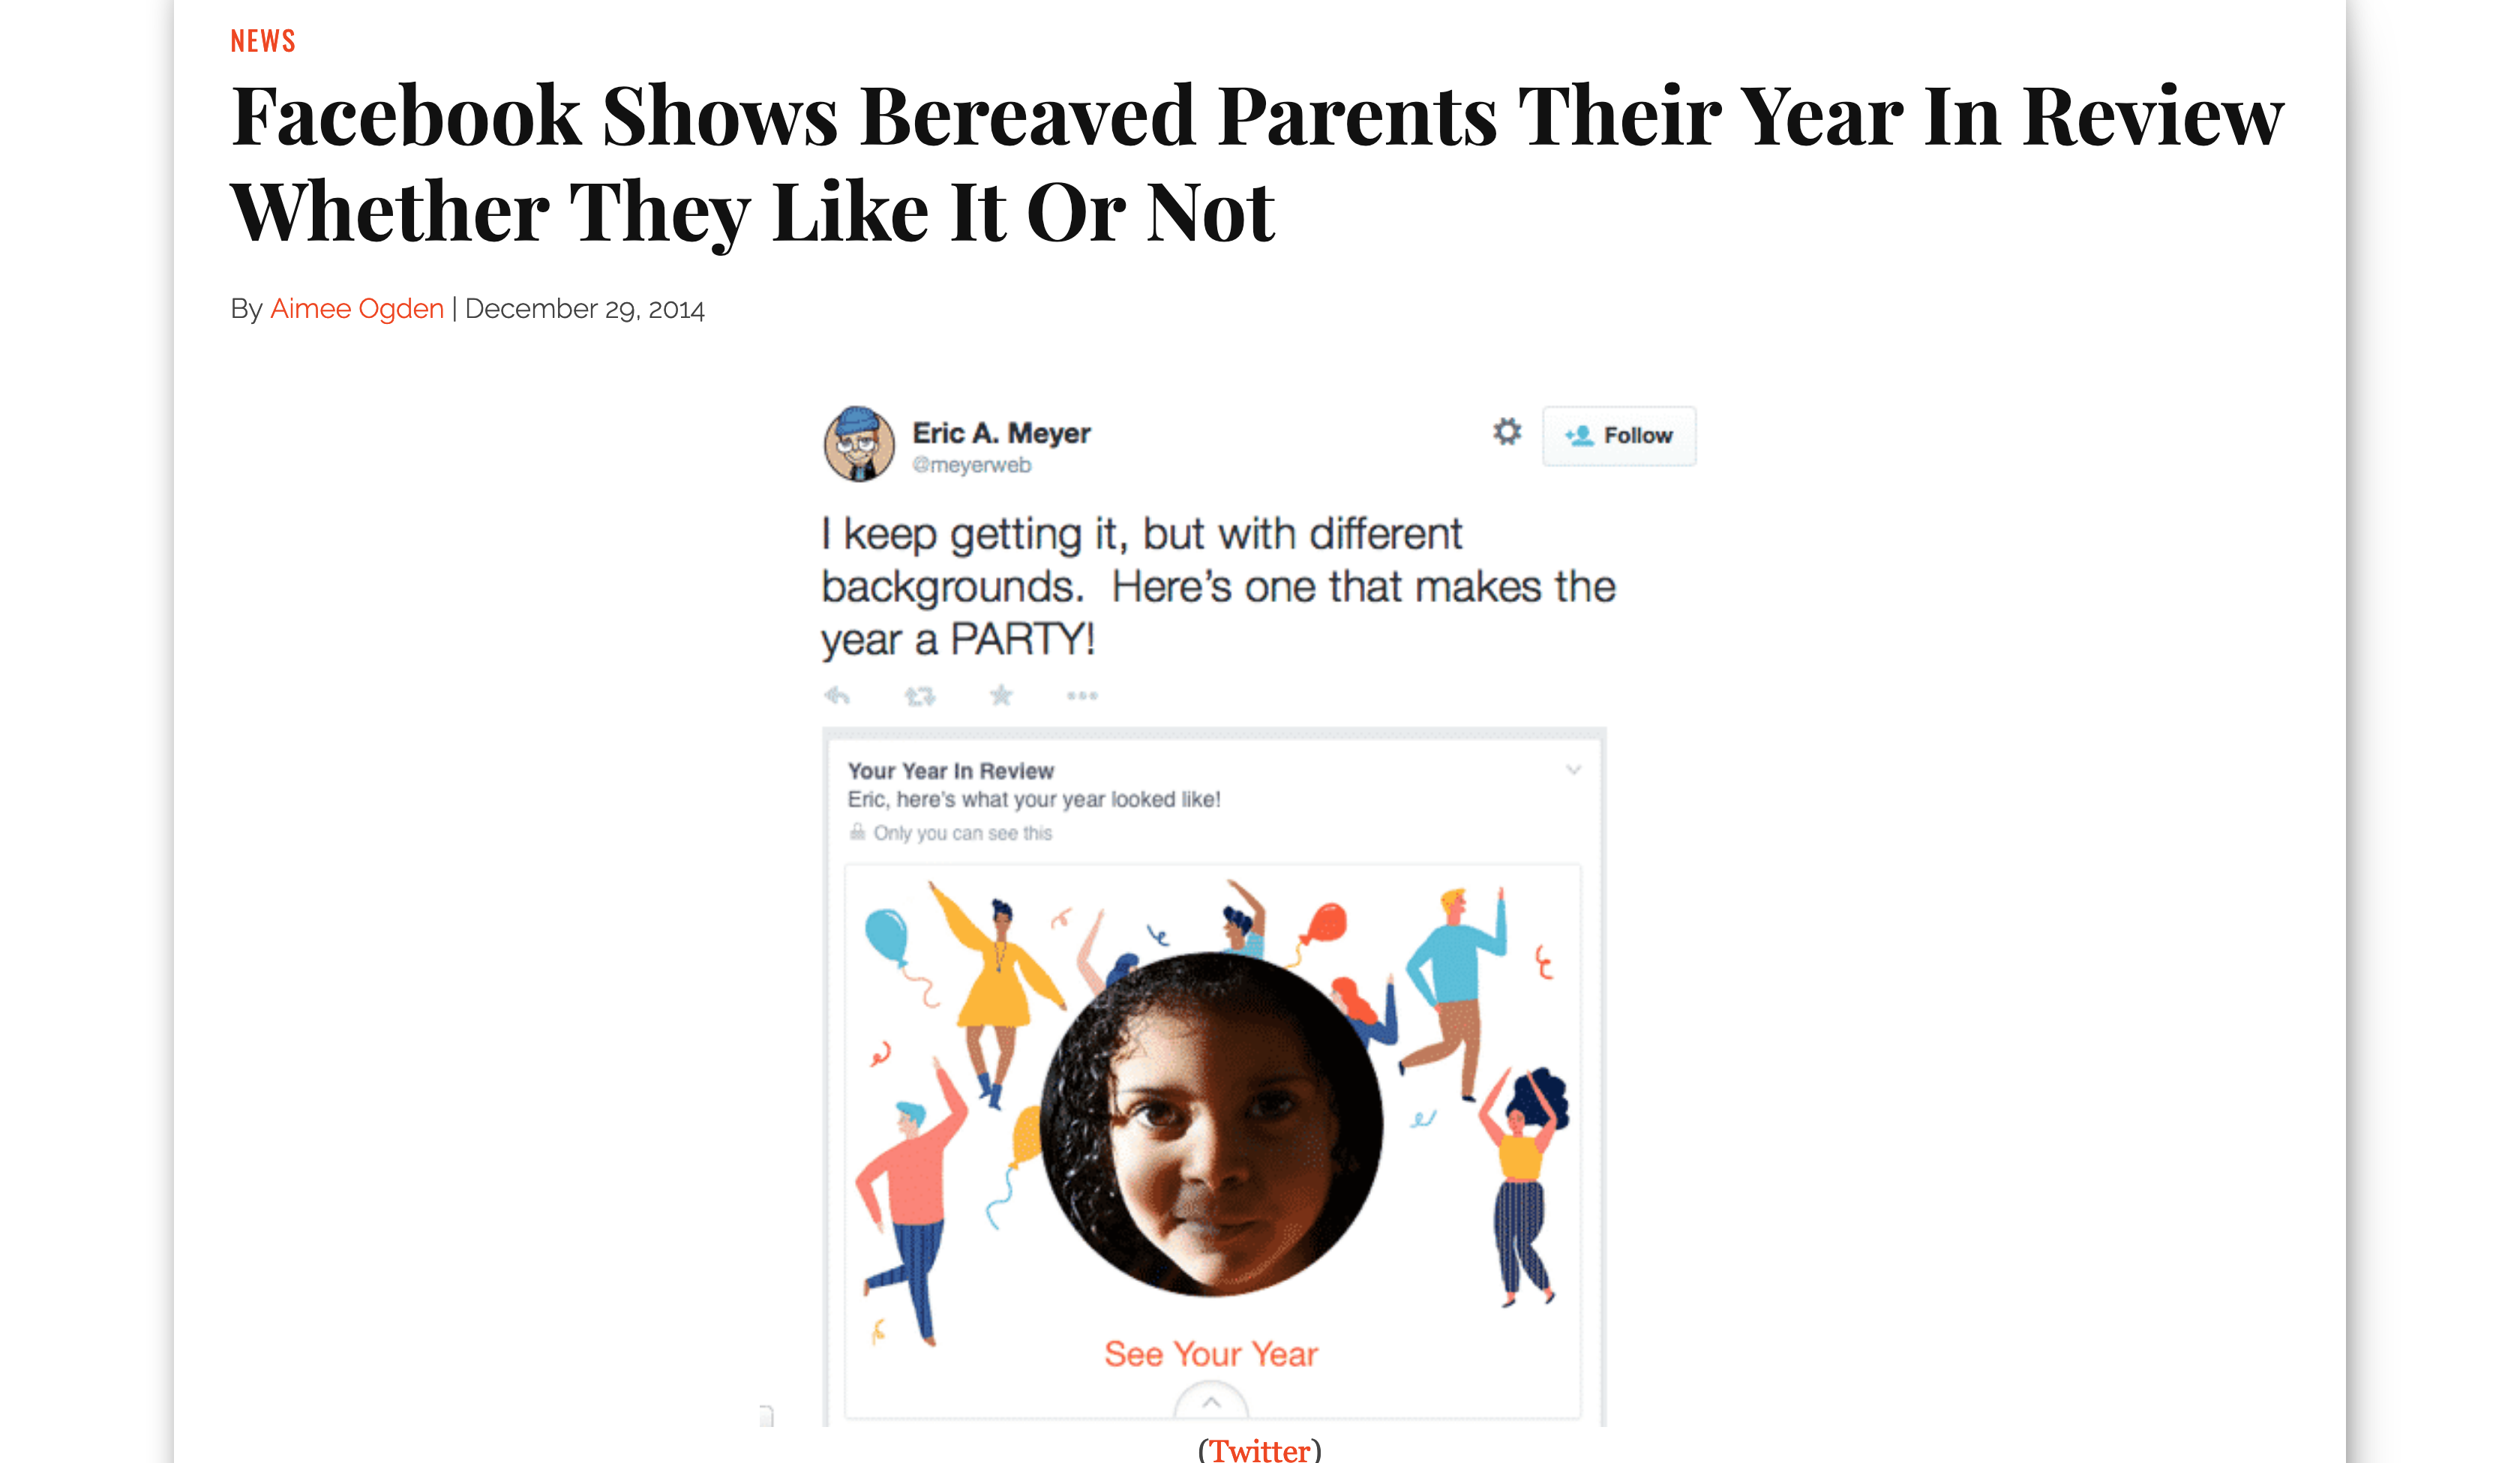 NEWS
Facebook Shows Bereaved Parents Their Year In Review
Whether They Like It Or Not
By Aimee Ogden | December 29, 2014
Eric A. Meyer
@meyerweb
Follow
I keep getting it, but with different
backgrounds.  Here's one that makes the
year a PARTY!
Your Year In Review
Eric, here's what your year looked like!
Only you can see this
See Your Year
(Twitter)